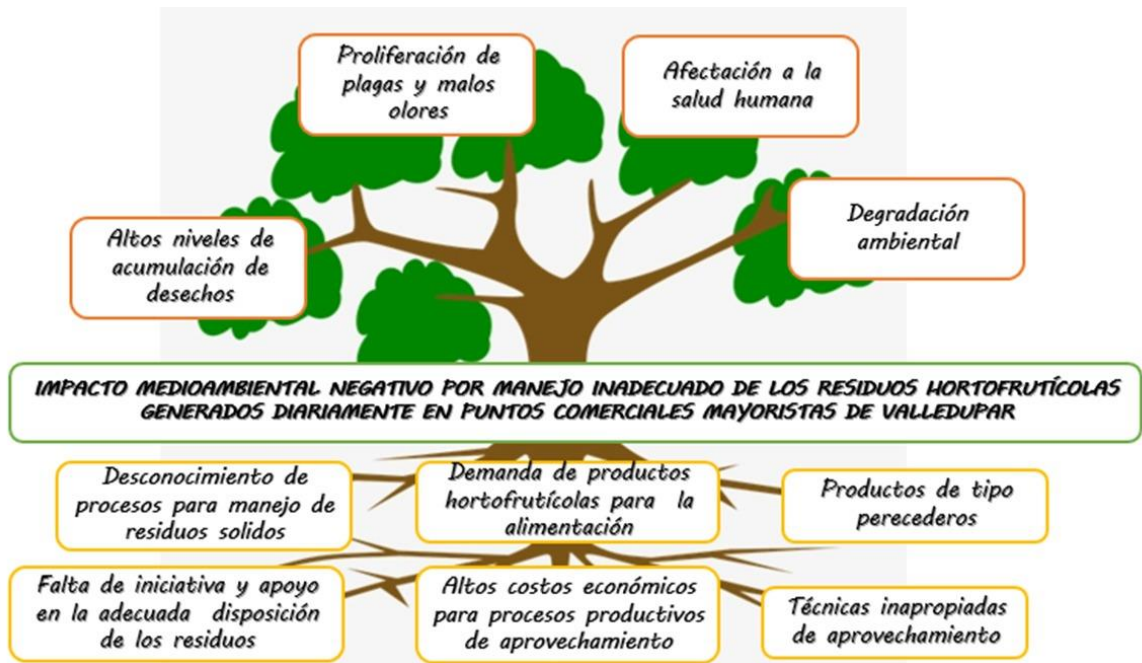 Proliferación de
plagas y malos
olores
Afectación a la
salud humana
Altos niveles de
acumulación de
desechos
Degradación
ambiental
IMPACTO MEDIOAMBIENTAL NEGATIVO POR MANEJO INADECUADO DE LOS RESIDUOS HORTOFRUTÍCOLAS
GENERADOS DIARIAMENTE EN PUNTOS COMERCIALES MAYORISTAS DE VALLEDUPAR
Desconocimiento de
procesos para manejo de
residuos solidos
Demanda de productos
hortofrutícolas para la
alimentación
Productos de tipo
perecederos
Falta de iniciativa y apoyo
en la adecuada disposición
de los residuos
Altos costos económicos
para procesos productivos
de aprovechamiento
Técnicas inapropiadas
de aprovechamiento